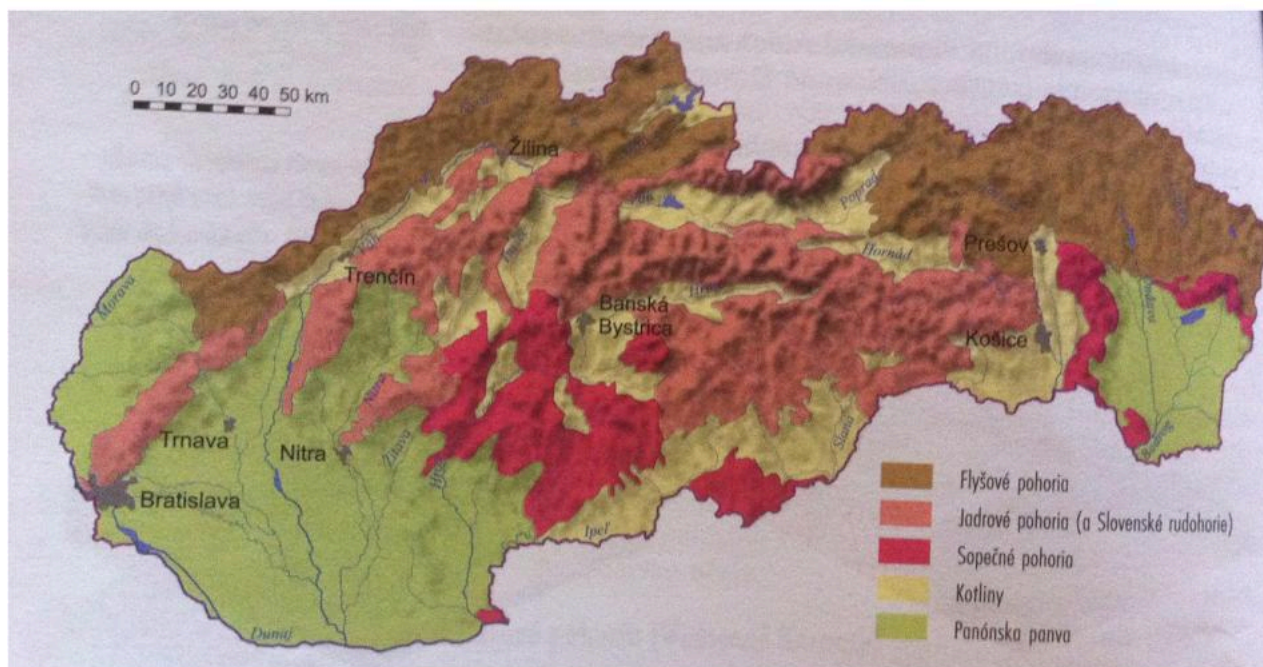 0 10 20 30 40 50 km
Žilina
Poprad
Hornád
Prešov
Trenčín
Morava
Banská
Bystrica
Košice
Nitra
Trnava
Nitra
Žitava
Slaná
Bratislava
Ipeľ
Dunaj
Flyšové pohoria
Jadrové pohoria (a Slovenské rudohorie)
Sopečné pohoria
Kotliny
Panónska panva